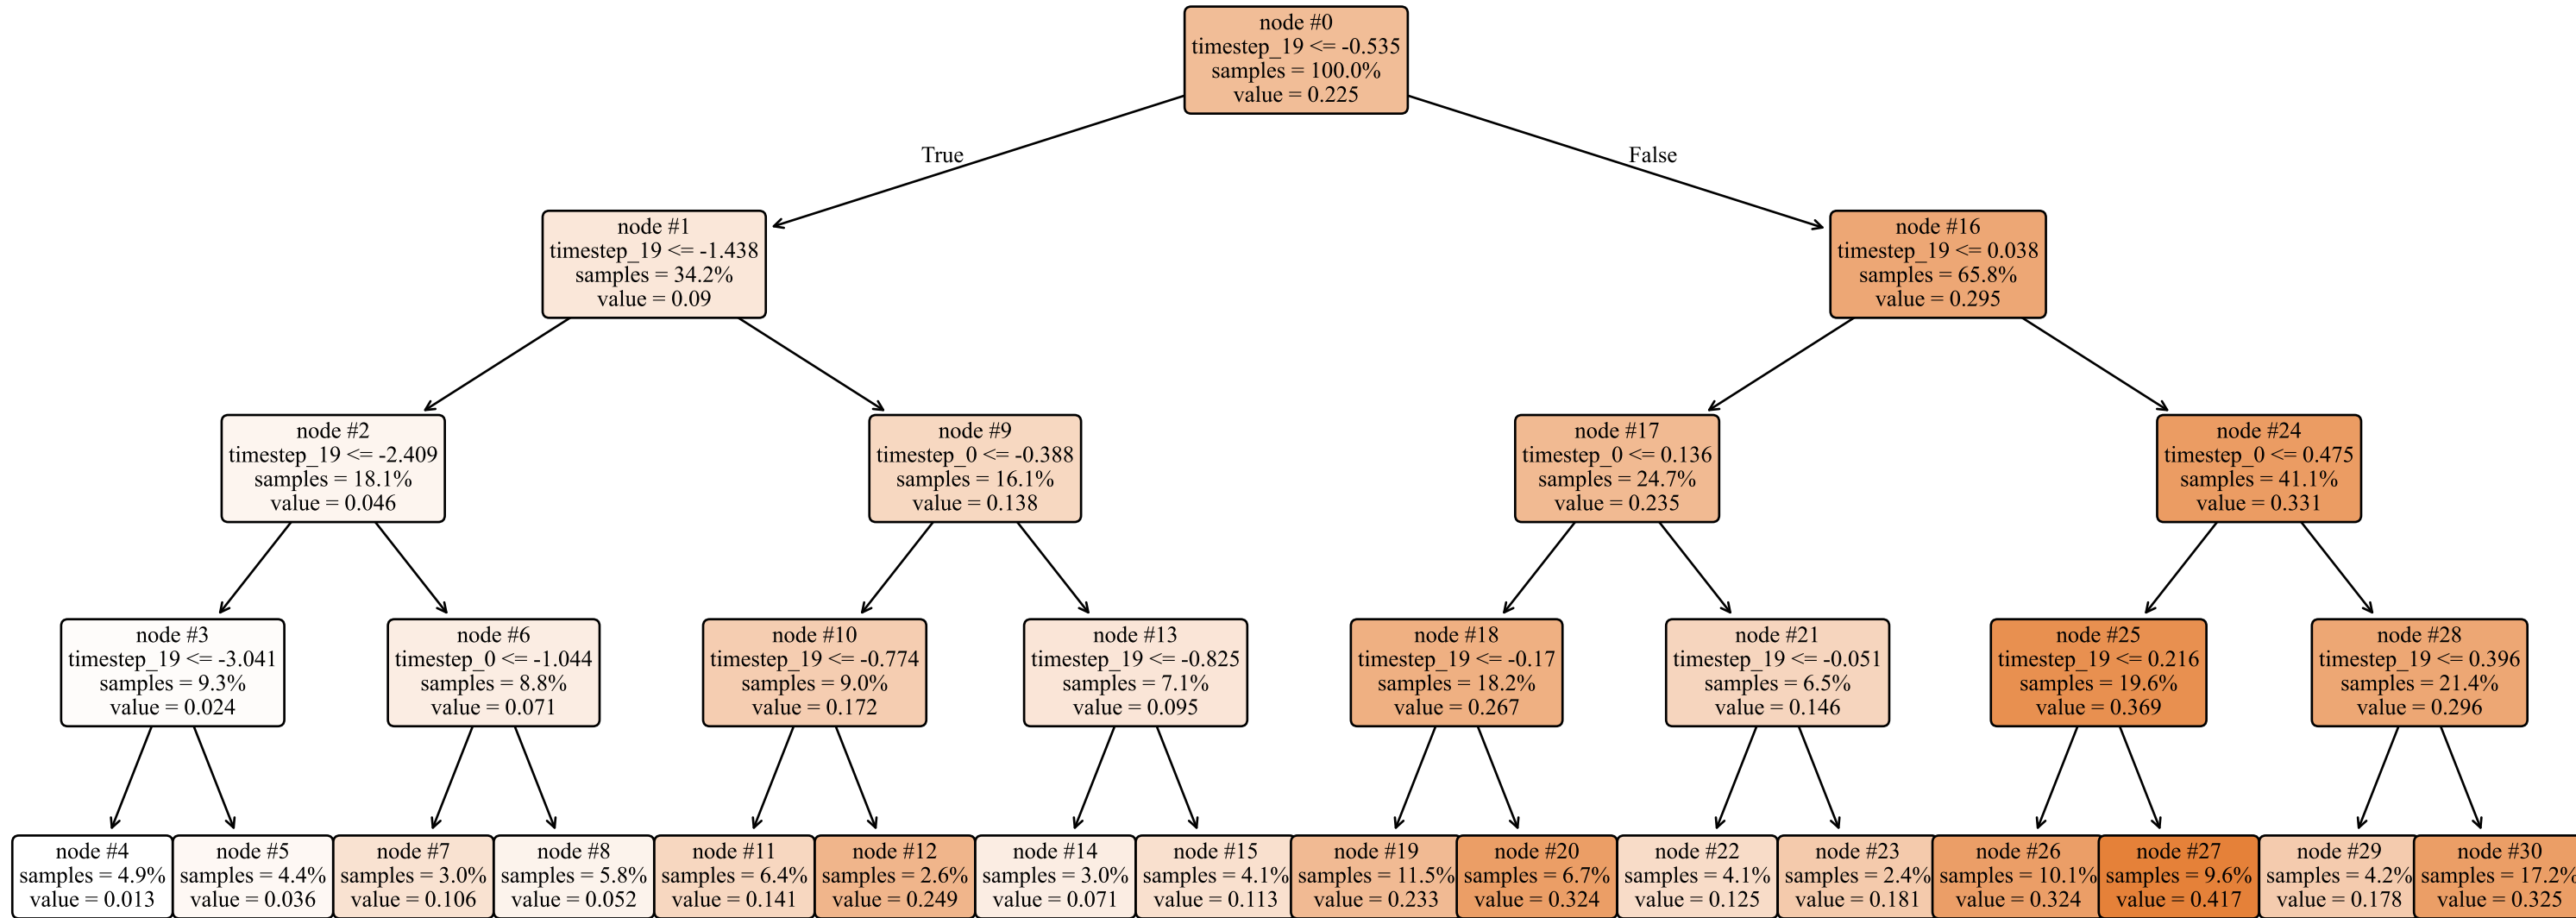 node #0
timestep_19 <= -0.535
samples = 100.0%
value = 0.225
True
False
node #1
timestep_19 <= -1.438
samples = 34.2%
value = 0.09
node #16
timestep_19 <= 0.038
samples = 65.8%
value = 0.295
node #2
timestep_19 <= -2.409
samples = 18.1%
value = 0.046
node #9
timestep_0 <= -0.388
samples = 16.1%
value = 0.138
node #17
timestep_0 <= 0.136
samples = 24.7%
value = 0.235
node #24
timestep_0 <= 0.475
samples = 41.1%
value = 0.331
node #3
timestep_19 <= -3.041
samples = 9.3%
value = 0.024
node #6
timestep_0 <= -1.044
samples = 8.8%
value = 0.071
node #10
timestep_19 <= -0.774
samples = 9.0%
value = 0.172
node #13
timestep_19 <= -0.825
samples = 7.1%
value = 0.095
node #18
timestep_19 <= -0.17
samples = 18.2%
value = 0.267
node #21
timestep_19 <= -0.051
samples = 6.5%
value = 0.146
node #25
timestep_19 <= 0.216
samples = 19.6%
value = 0.369
node #28
timestep_19 <= 0.396
samples = 21.4%
value = 0.296
node #4
samples = 4.9%
value = 0.013
node #5
samples = 4.4%
value = 0.036
node #7
samples = 3.0%
value = 0.106
node #8
samples = 5.8%
value = 0.052
node #11
samples = 6.4%
value = 0.141
node #12
samples = 2.6%
value = 0.249
node #14
samples = 3.0%
value = 0.071
node #15
samples = 4.1%
value = 0.113
node #19
samples = 11.5%
value = 0.233
node #20
samples = 6.7%
value = 0.324
node #22
samples = 4.1%
value = 0.125
node #23
samples = 2.4%
value = 0.181
node #26
samples = 10.1%
value = 0.324
node #27
samples = 9.6%
value = 0.417
node #29
samples = 4.2%
value = 0.178
node #30
samples = 17.2%
value = 0.325